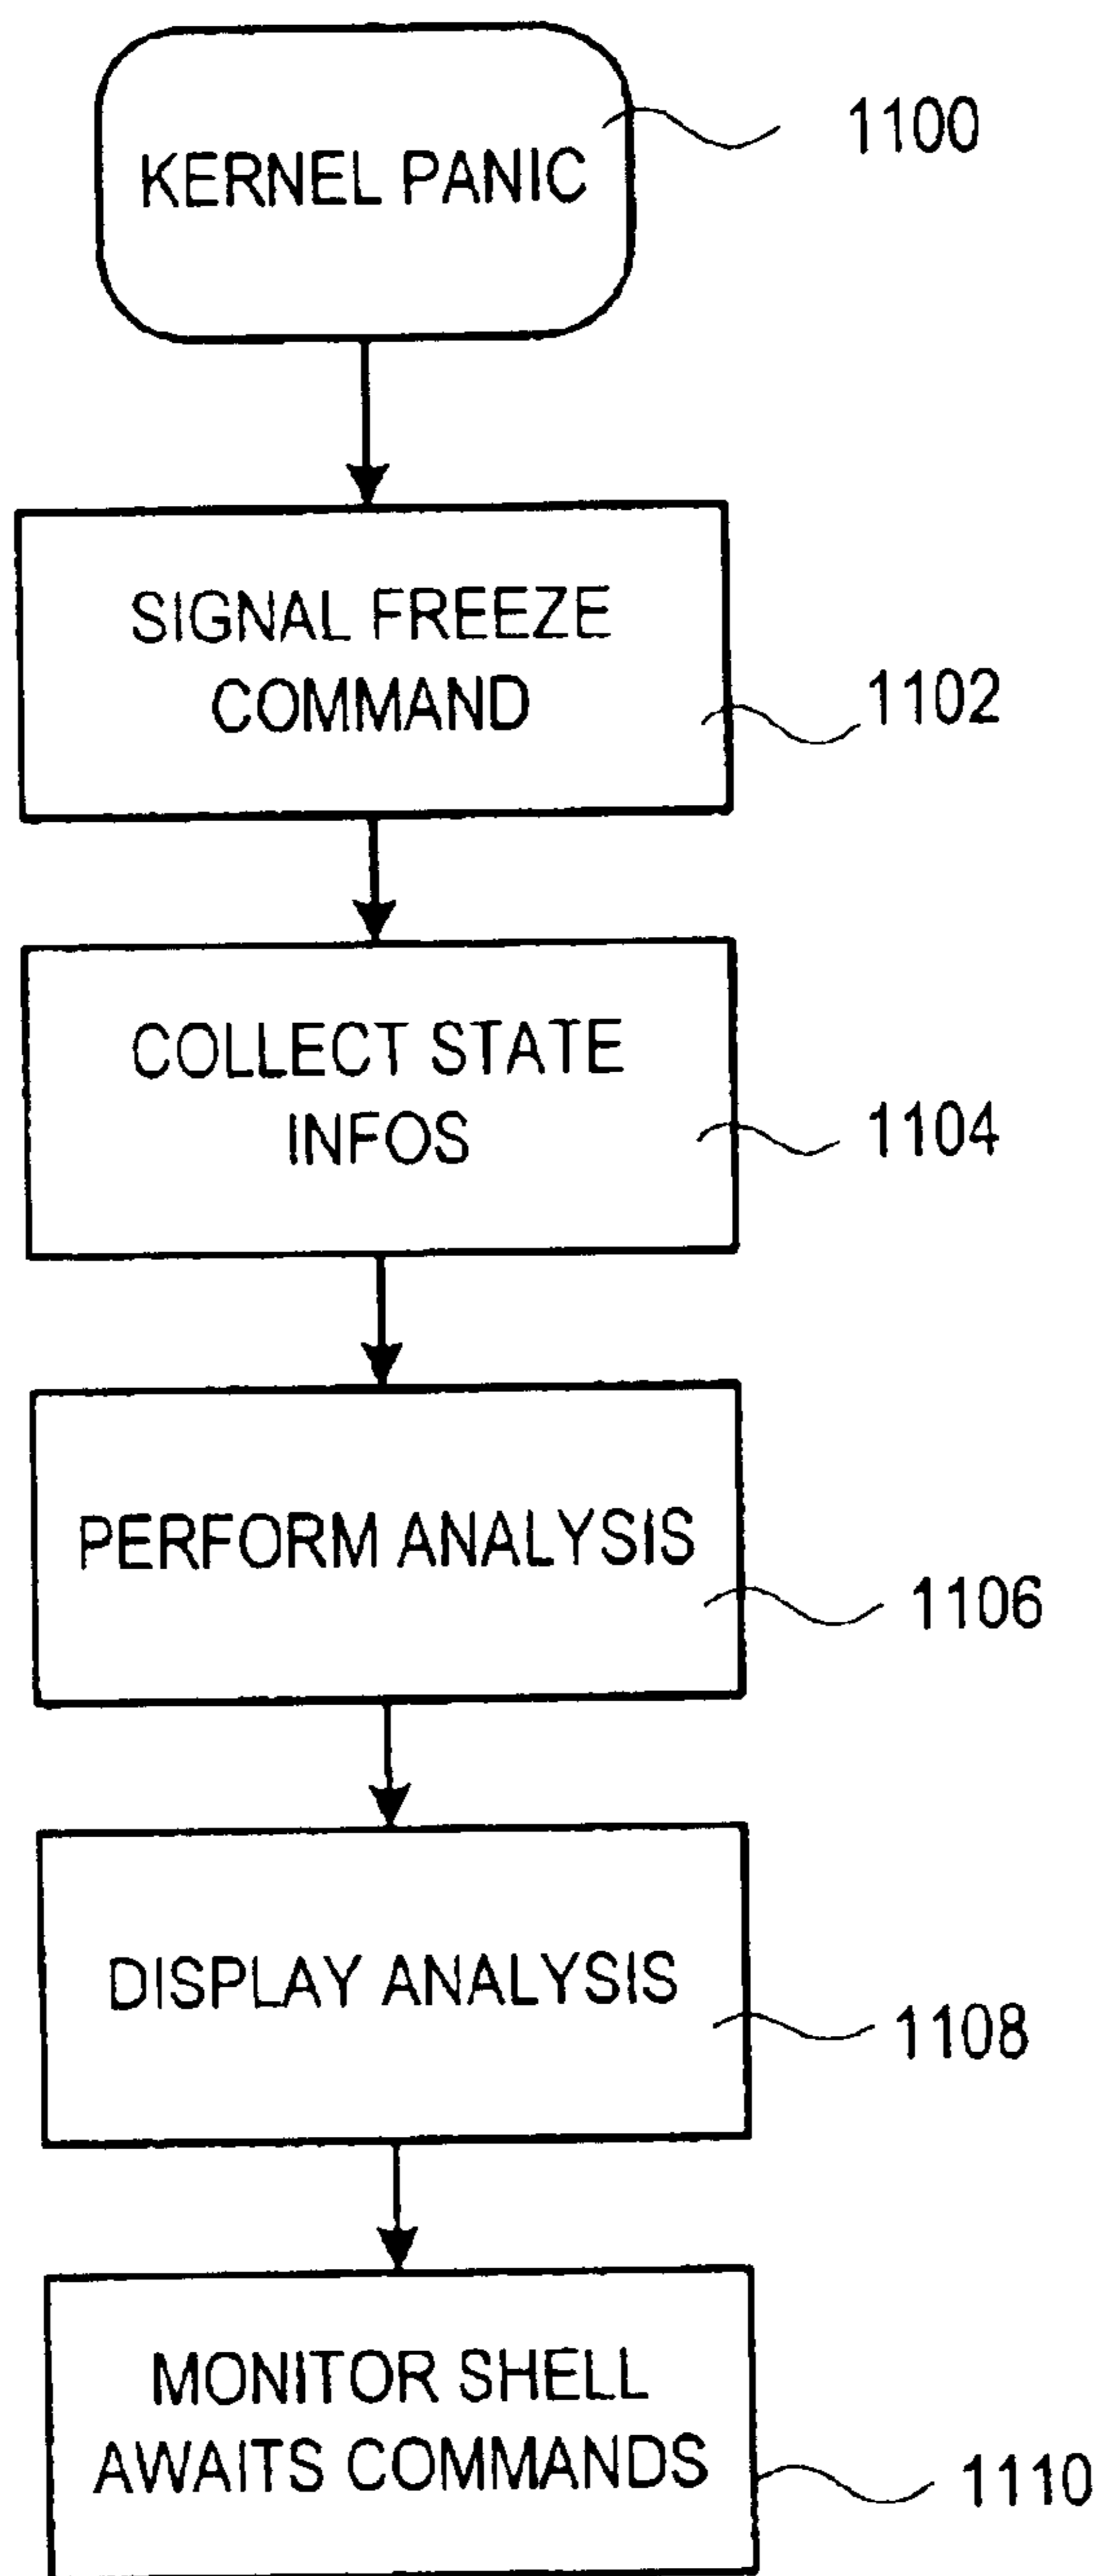 KERNEL PANIC
1100
SIGNAL FREEZE
COMMAND
1102
COLLECT STATE
INFOS
1104
PERFORM ANALYSIS
1106
DISPLAY ANALYSIS
1108
MONITOR SHELL
AWAITS COMMANDS
1110